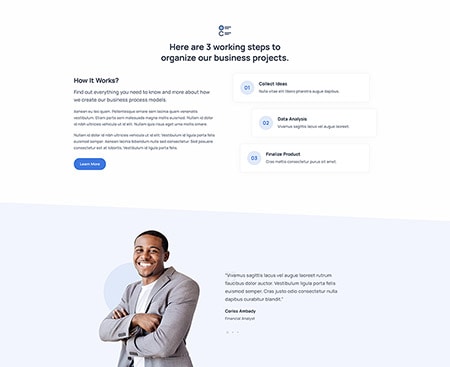 Here are 3 working steps to
organize our business projects.
How It Works?
Find out everything you need to know and more about how
we create our business process models.
Aenean eu leo quam. Pellentesque ornare sem lacinia quam venenatis
vestibulum. Etiam porta sem malesuada magna mollis euismod. Nullam id dolor
id nibh ultricies vehicula ut id elit. Nullam quis risus eget urna mollis ornare.
Nullam id dolor id nibh ultricies vehicula ut id elit. Vestibulum id ligula porta felis
euismod semper. Aenean lacinia bibendum nulla sed consectetur. Sed posuere
consectetur est at lobortis. Vestibulum id ligula porta felis.
Learn More
01
Collect Ideas
Nulla vitae elit libero pharetra augue dapibus.
02
Data Analysis
Vivamus sagittis lacus vel augue laoreet.
03
Finalize Product
Cras mattis consectetur purus sit amet.
"Vivamus sagittis lacus vel augue laoreet rutrum
faucibus dolor auctor. Vestibulum ligula porta felis
euismod semper. Cras justo odio consectetur nulla
dapibus curabitur blandit."
Coriss Ambady
Financial Analyst